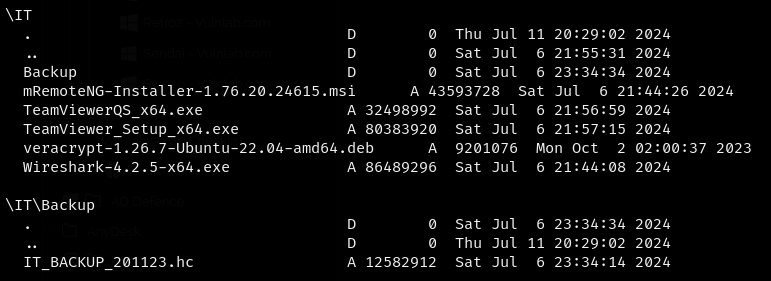 \IT
.                                   D        0  Thu Jul 11 20:29:02 2024
..                                  D        0  Sat Jul  6 21:55:31 2024
Backup                              D        0  Sat Jul  6 23:34:34 2024
mRemoteNG-Installer-1.76.20.24615.msi      A 43593728  Sat Jul  6 21:44:26 2024
TeamViewerQS_x64.exe                A 32498992  Sat Jul  6 21:56:59 2024
TeamViewer_Setup_x64.exe            A 80383920  Sat Jul  6 21:57:15 2024
veracrypt-1.26.7-Ubuntu-22.04-amd64.deb      A  9201076  Mon Oct  2 02:00:37 2023
Wireshark-4.2.5-x64.exe             A 86489296  Sat Jul  6 21:44:08 2024
\IT\Backup
.                                   D        0  Sat Jul  6 23:34:34 2024
..                                  D        0  Thu Jul 11 20:29:02 2024
IT_BACKUP_201123.hc                 A 12582912  Sat Jul  6 23:34:14 2024